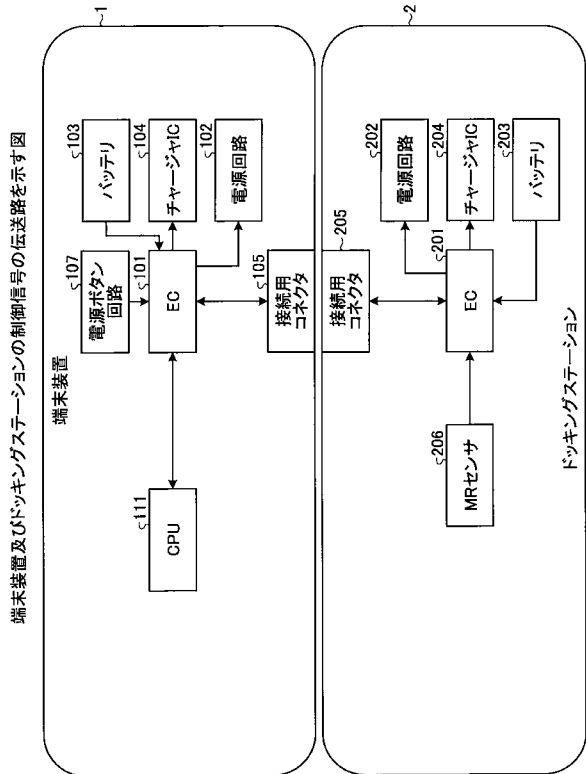 端末装置及びドッキングステーションの制御信号の伝送路を示す図
1
端末装置
107
電源ボタン
回路
103
バッテリ
101
EC
104
チャージャIC
102
電源回路
111
CPU
105
接続用
コネクタ
2
205
接続用
コネクタ
202
電源回路
201
EC
204
チャージャIC
203
バッテリ
206
MRセンサ
ドッキングステーション